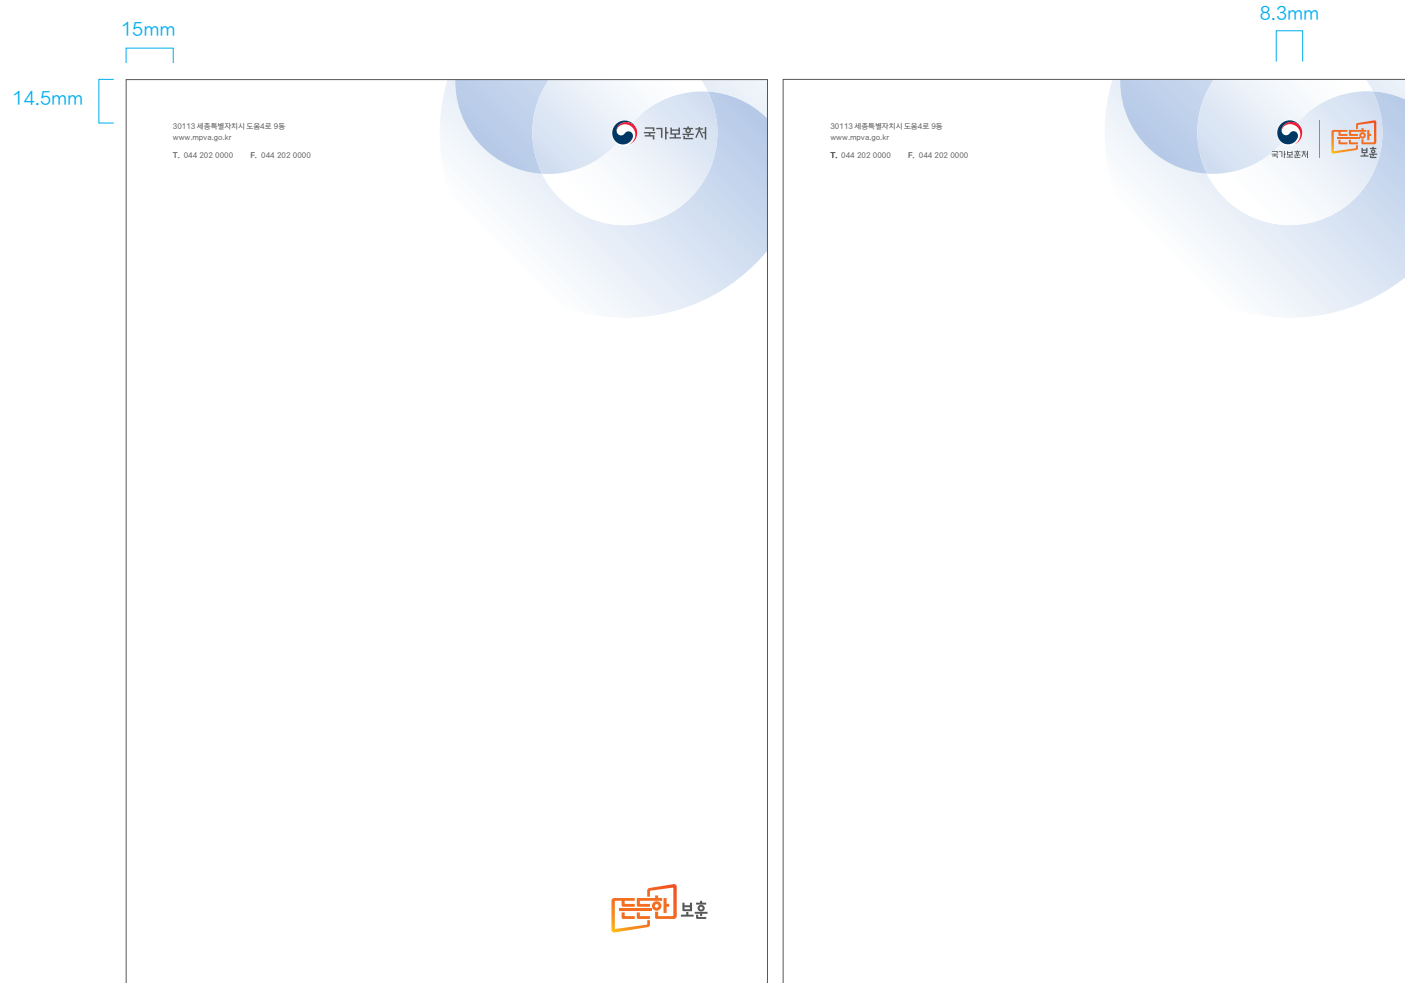 15mm
8.3mm
14.5mm
30113 세종특별자치시 도움4로 9동
www.mpva.go.kr
T. 044 202 0000 F. 044 202 0000
국가보훈처
30113 세종특별자치시 도움4로 9동
www.mpva.go.kr
T. 044 202 0000 F. 044 202 0000
국가보훈처
든든한
보훈
든든한 보훈